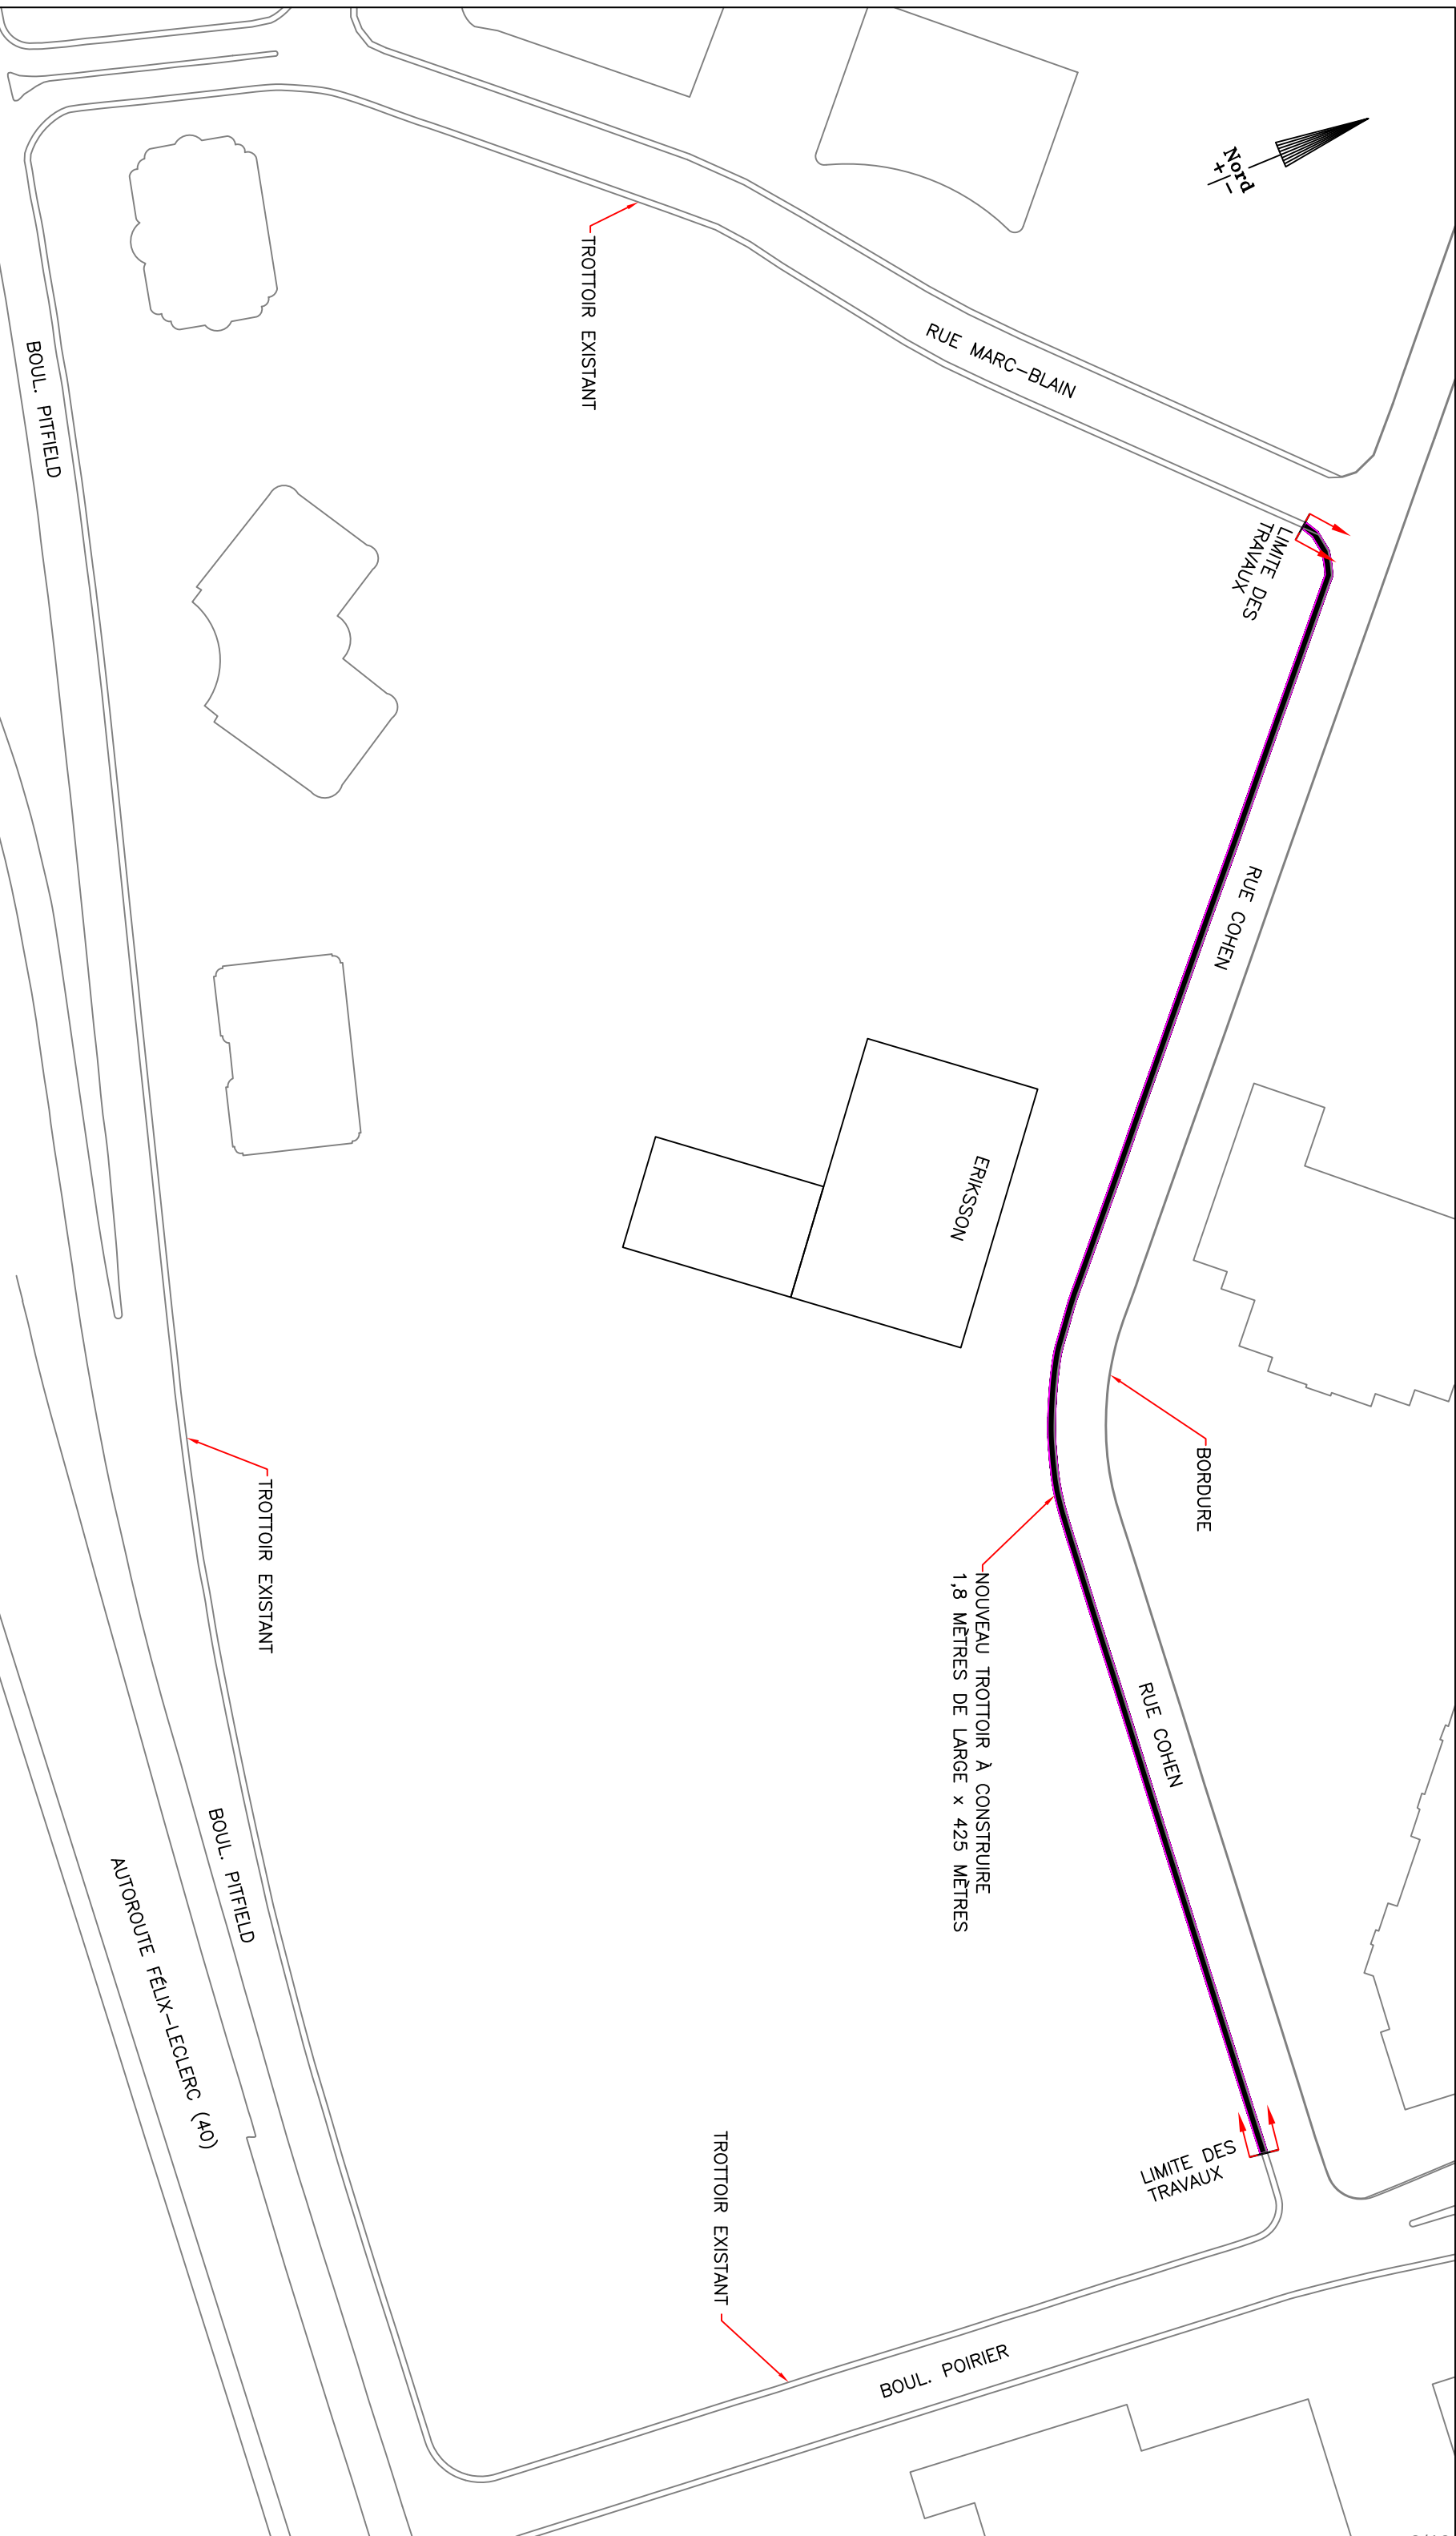 Nord
+/-
RUE MARC-BLAIN
TROTTOIR EXISTANT
BOUL. PITFIELD
LIMITE DES
TRAVAUX
RUE COHEN
ERIKSSON
BORDURE
NOUVEAU TROTTOIR À CONSTRUIRE
1,8 MÈTRES DE LARGE x 425 MÈTRES
TROTTOIR EXISTANT
RUE COHEN
BOUL. PITFIELD
AUTOROUTE FÉLIX-LECLERC (40)
LIMITE DES
TRAVAUX
TROTTOIR EXISTANT
BOUL. POIRIER